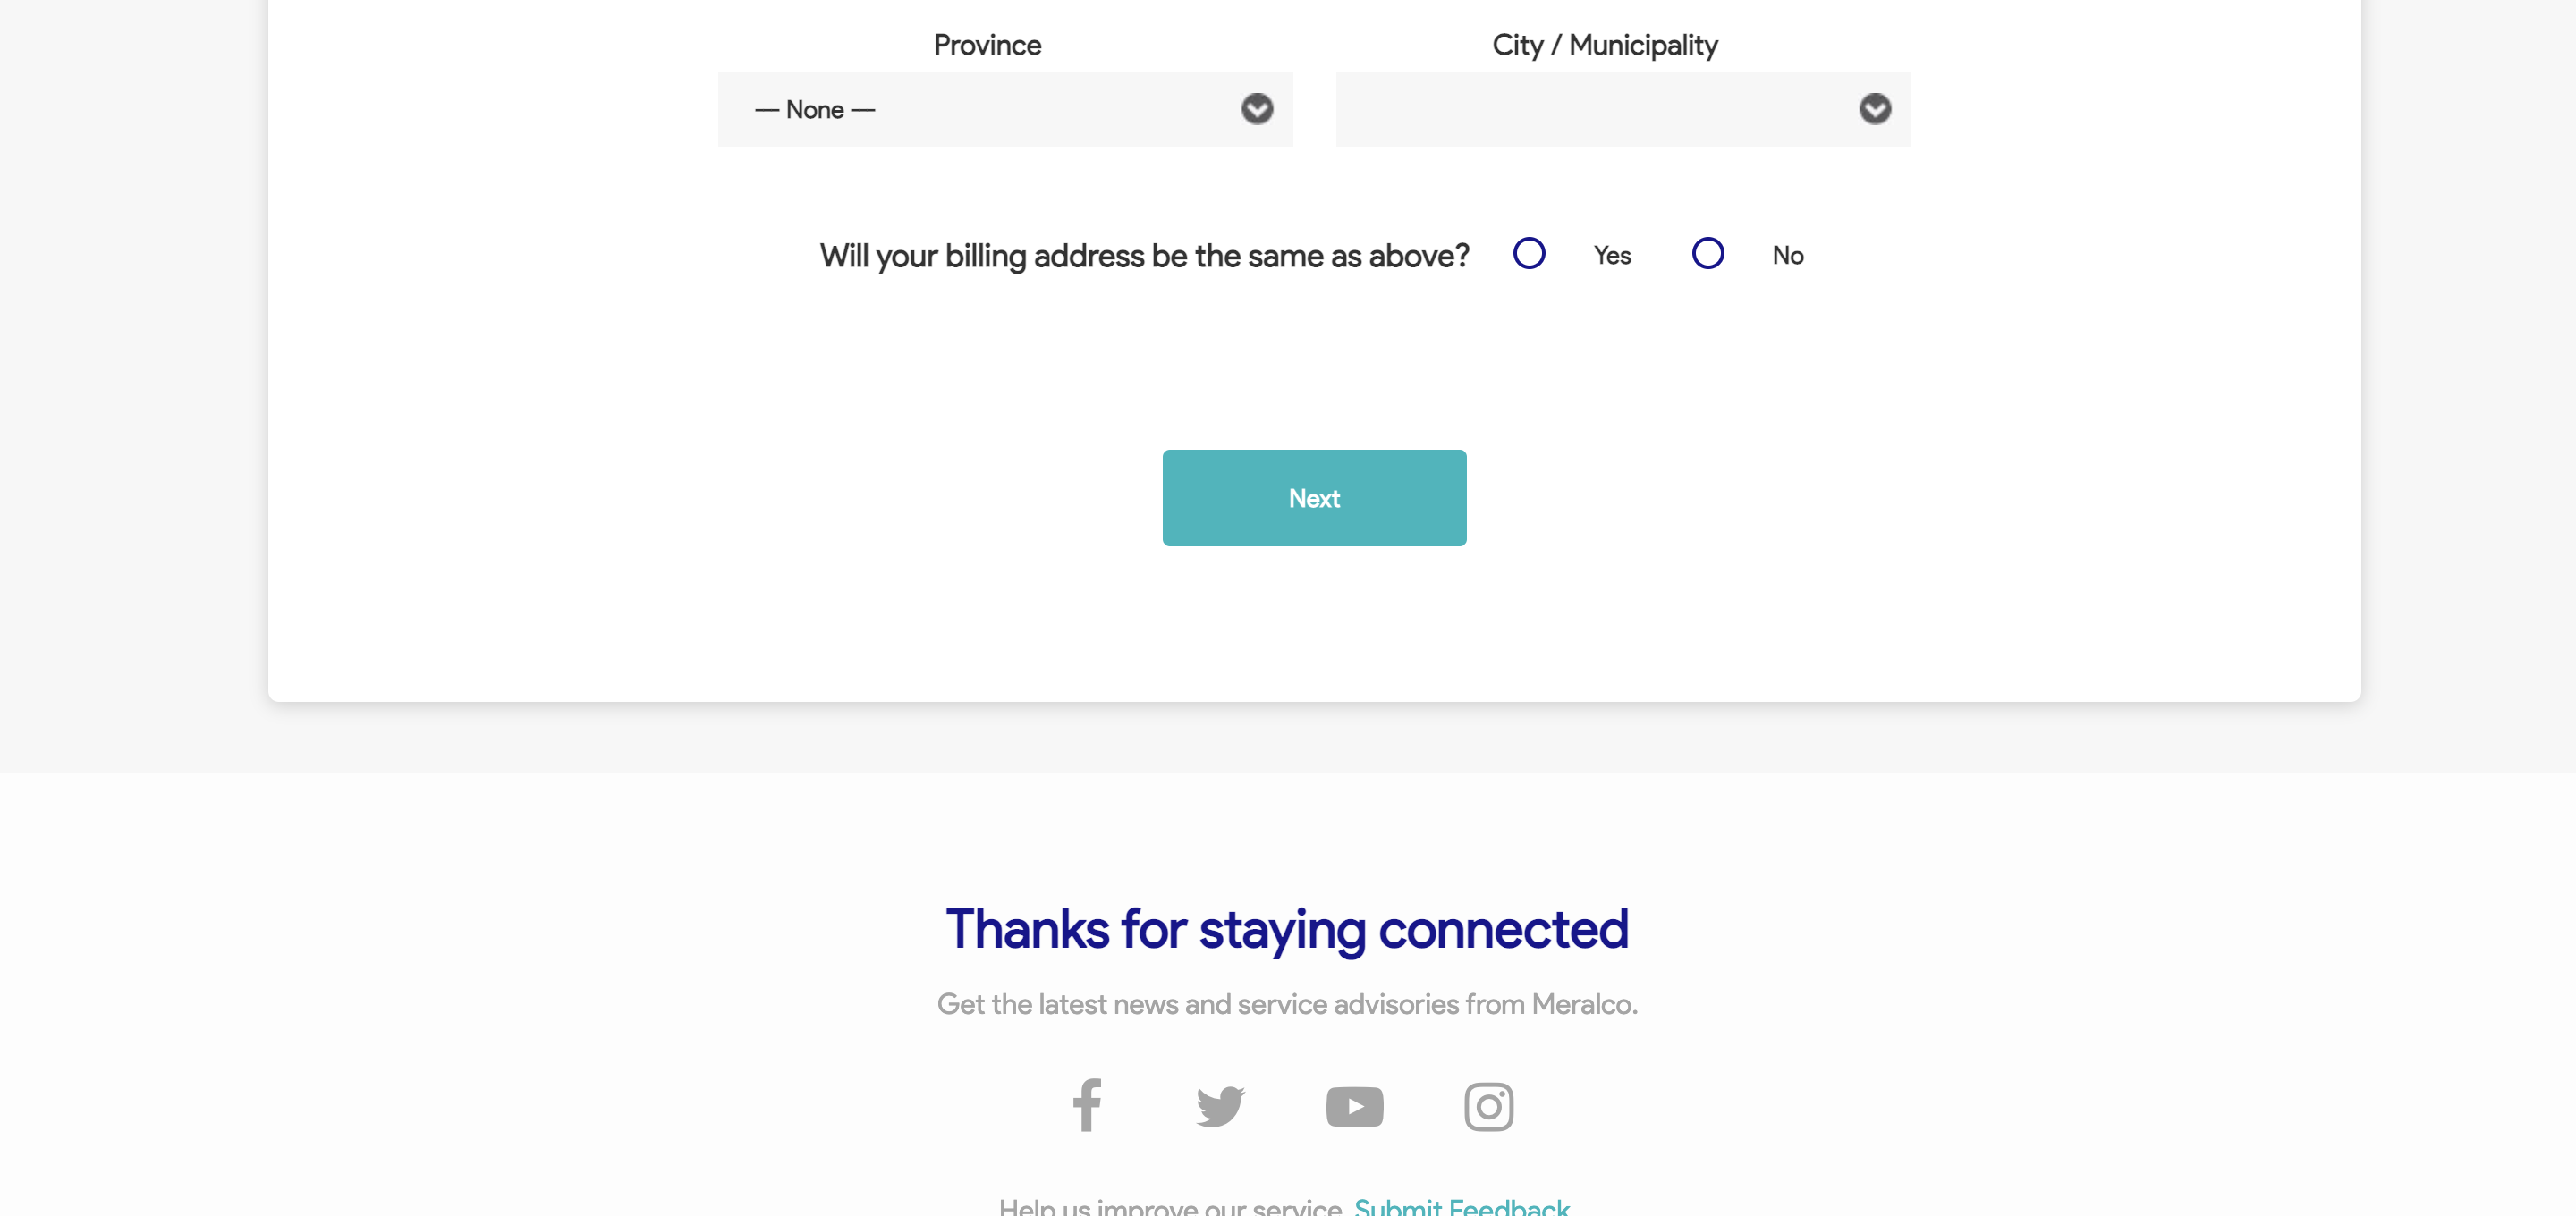 Province
City / Municipality
— None —
Will your billing address be the same as above?
Yes
No
Next
Thanks for staying connected
Get the latest news and service advisories from Meralco.
Help us improve our service. Submit Feedback